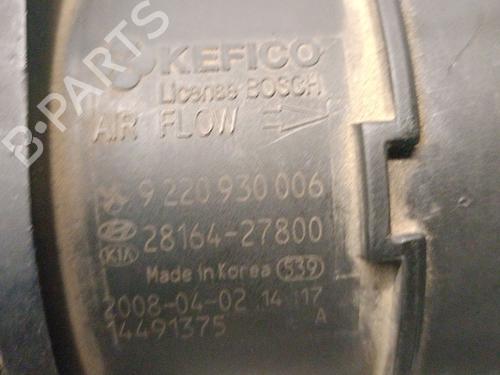 KEFICO
License BOSCH
AIR FLOW
9 220 930 006
28164-27800
KIA
Made in Korea 539
2008-04-02 14 17
14491375 A
B-PARTS